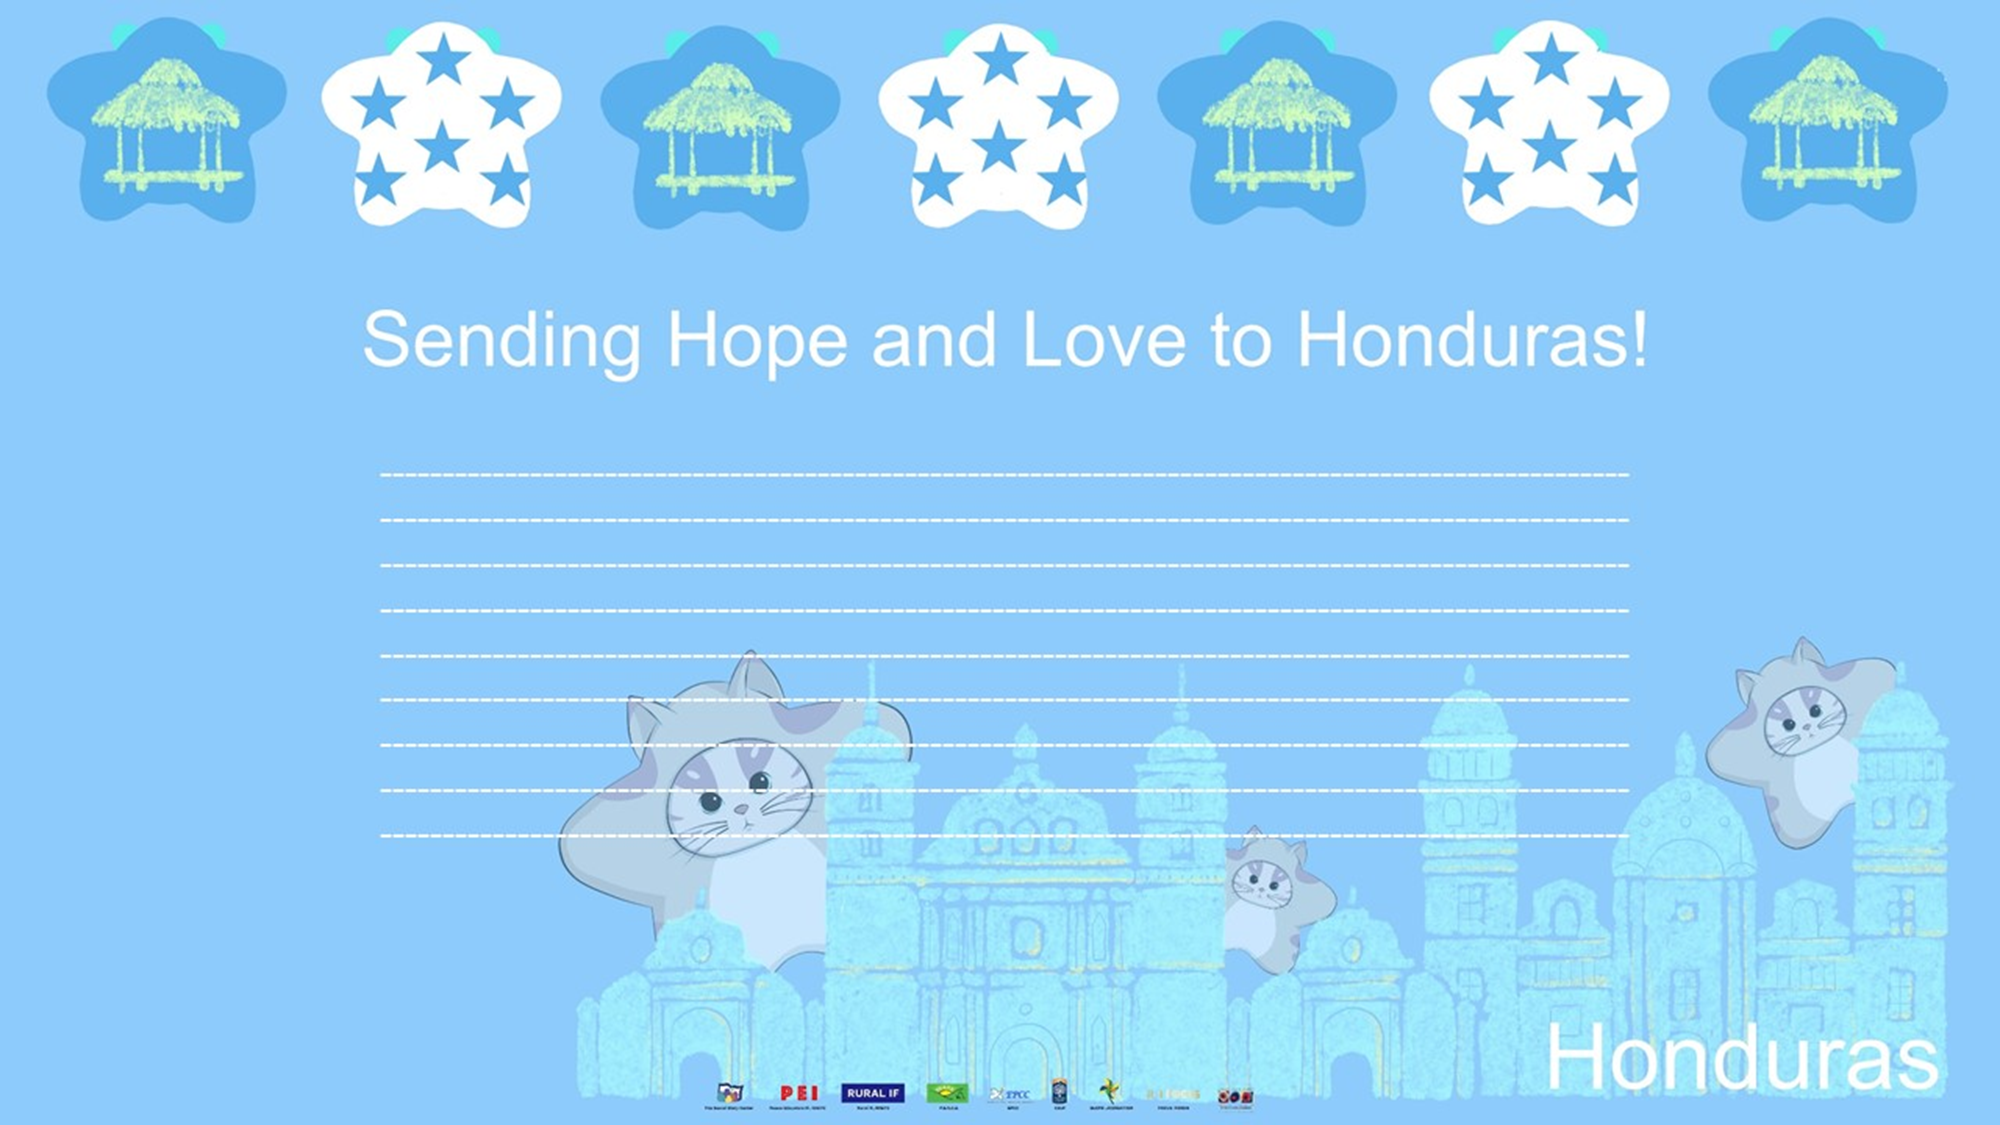 Sending Hope and Love to Honduras!
Honduras
PEI
RURAL IF